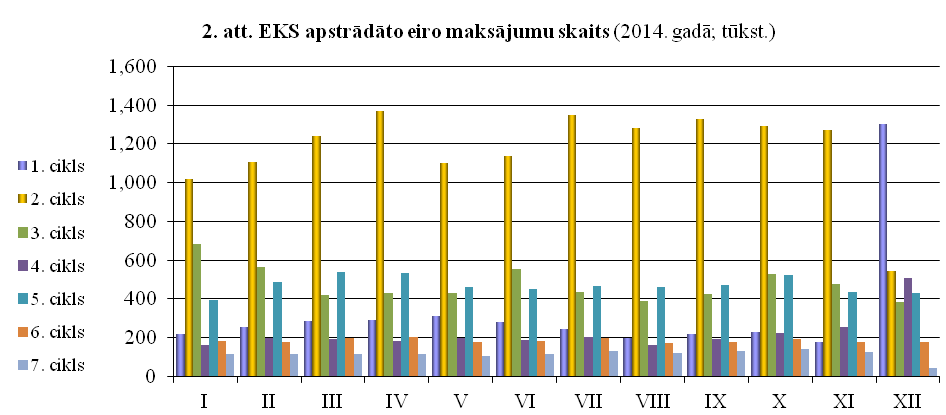 2. att. EKS apstrādāto eiro maksājumu skaits (2014. gadā; tūkst.)
1,600
1,400
1,200
1,000
800
600
400
200
0
1. cikls
2. cikls
3. cikls
4. cikls
5. cikls
6. cikls
7. cikls
I II III IV V VI VII VIII IX X XI XII